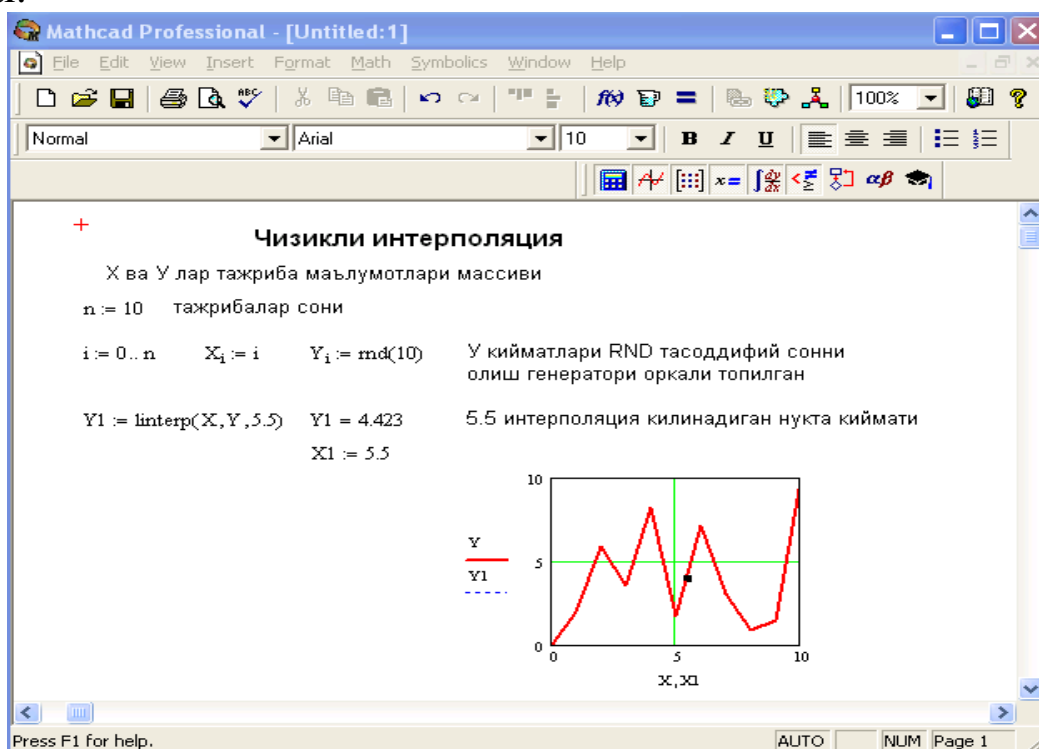 Mathcad Professional - [Untitled:1]
File Edit View Insert Format Math Symbolics Window Help
100%
Normal Arial 10 B I U
Чизикли интерполяция
Х ва У лар тажриба маълумотлари массиви
n := 10 тажрибалар сони
i := 0.. n X_i := i Y_i := rnd(10) У кийматлари RND тасоддифий сонни
олиш генератори оркали топилган
Y1 := linterp(X,Y,5.5) Y1 = 4.423 5.5 интерполяция килинадиган нукта киймати
X1 := 5.5
10
Y
5
Y1
0
0 5 10
X,X1
Press F1 for help. AUTO NUM Page 1